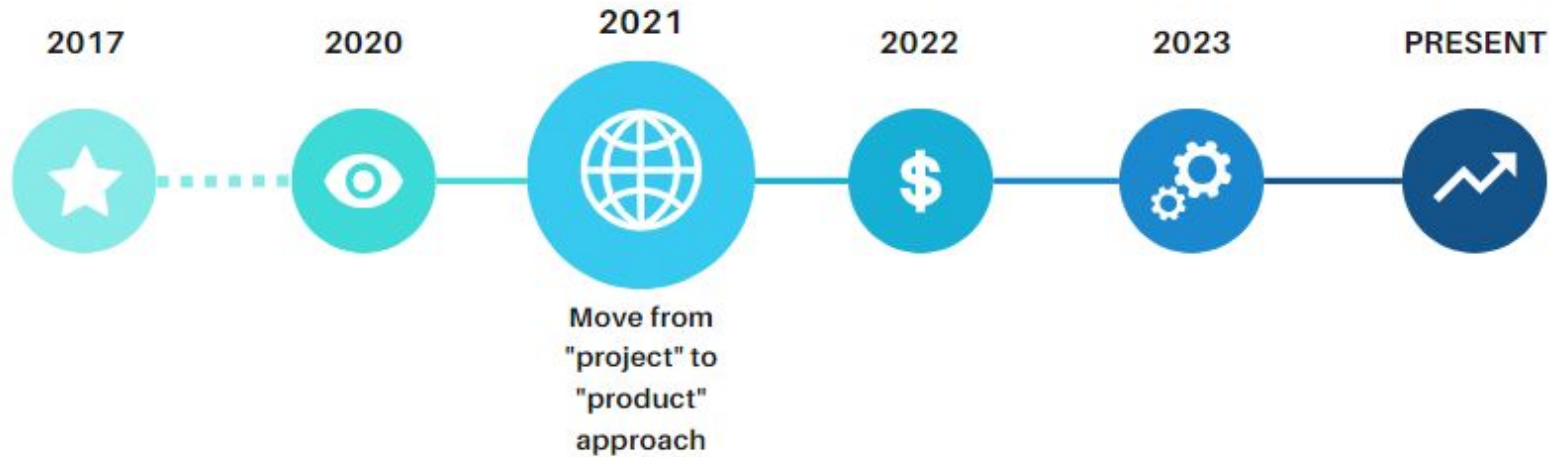 2017
2020
2021
2022
2023
PRESENT
Move from
"project" to
"product"
approach